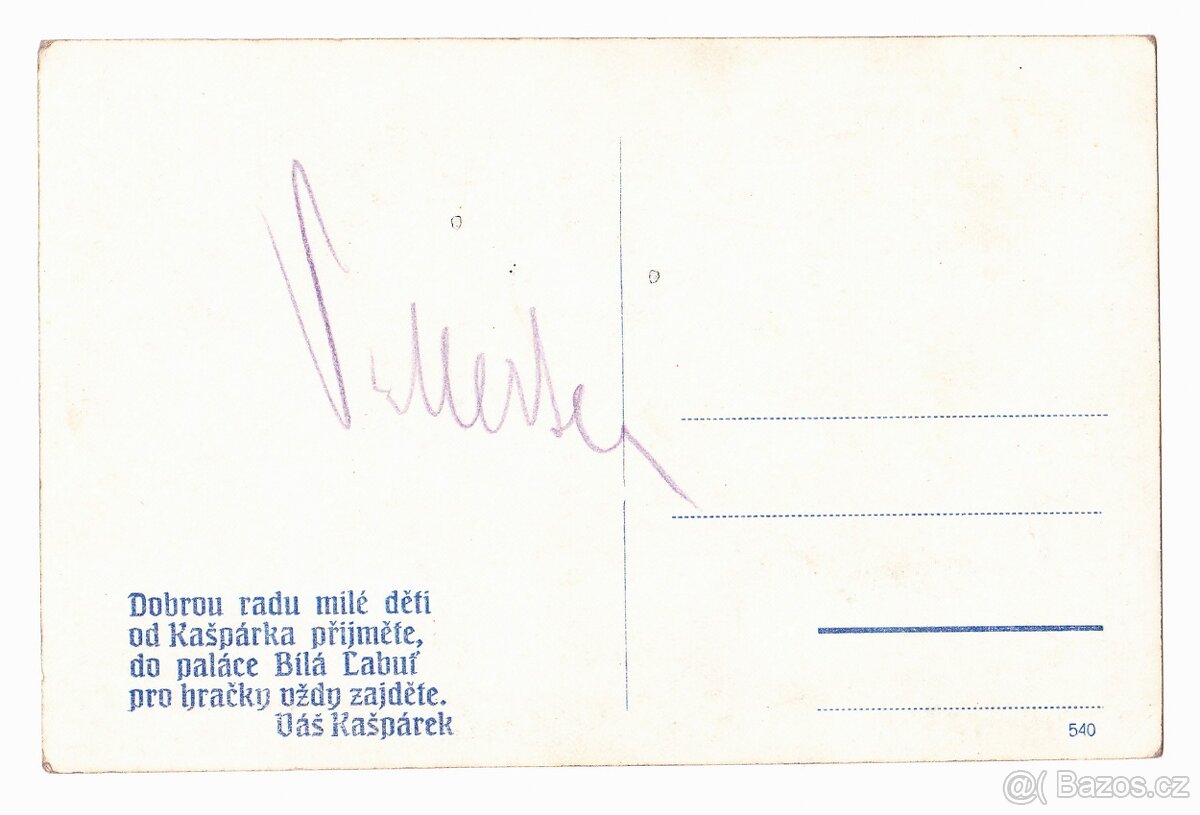 Dobrou radu milé děti
od Kašpárka přijměte,
do paláce Bílá Labuť
pro hračky vždy zajděte.
Váš Kašpárek
540
@( Bazos.cz